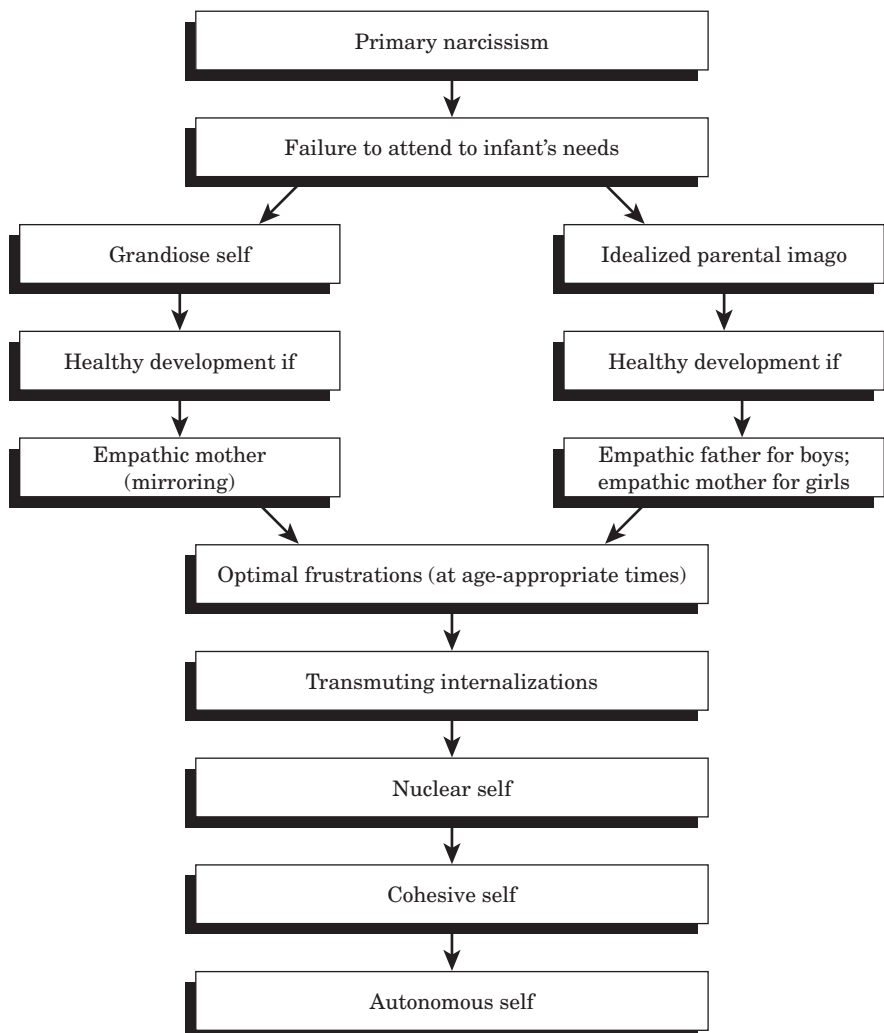 Primary narcissism
Failure to attend to infant’s needs
Grandiose self
Idealized parental imago
Healthy development if
Healthy development if
Empathic mother
(mirroring)
Empathic father for boys;
empathic mother for girls
Optimal frustrations (at age-appropriate times)
Transmuting internalizations
Nuclear self
Cohesive self
Autonomous self